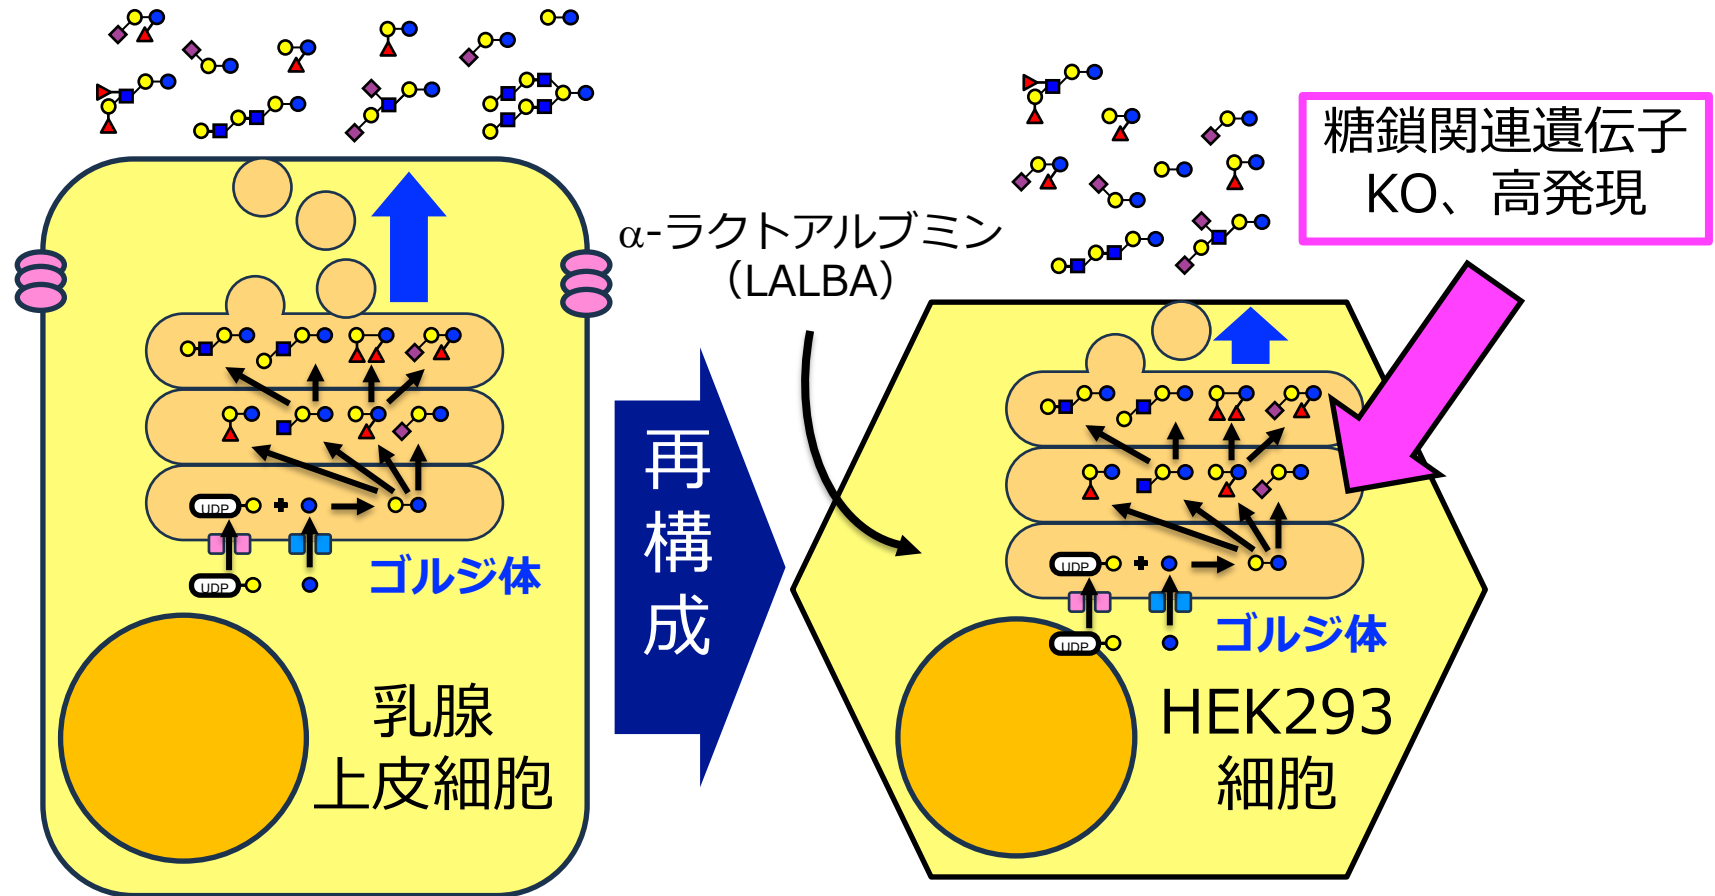 糖鎖関連遺伝子
KO、高発現
α-ラクトアルブミン
（LALBA）
再
構
成
UDP
UDP
ゴルジ体
乳腺
上皮細胞
UDP
UDP
ゴルジ体
HEK293
細胞